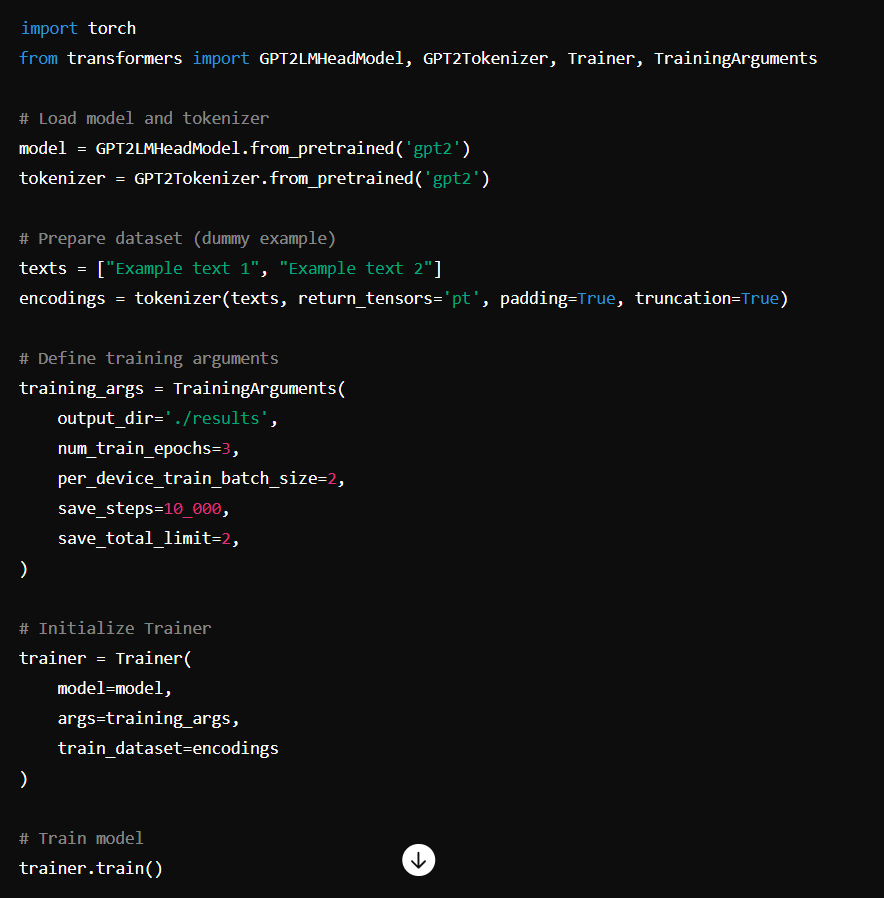 import torch
from transformers import GPT2LMHeadModel, GPT2Tokenizer, Trainer, TrainingArguments

# Load model and tokenizer
model = GPT2LMHeadModel.from_pretrained('gpt2')
tokenizer = GPT2Tokenizer.from_pretrained('gpt2')

# Prepare dataset (dummy example)
texts = ["Example text 1", "Example text 2"]
encodings = tokenizer(texts, return_tensors='pt', padding=True, truncation=True)

# Define training arguments
training_args = TrainingArguments(
    output_dir='./results',
    num_train_epochs=3,
    per_device_train_batch_size=2,
    save_steps=10_000,
    save_total_limit=2,
)

# Initialize Trainer
trainer = Trainer(
    model=model,
    args=training_args,
    train_dataset=encodings
)

# Train model
trainer.train()